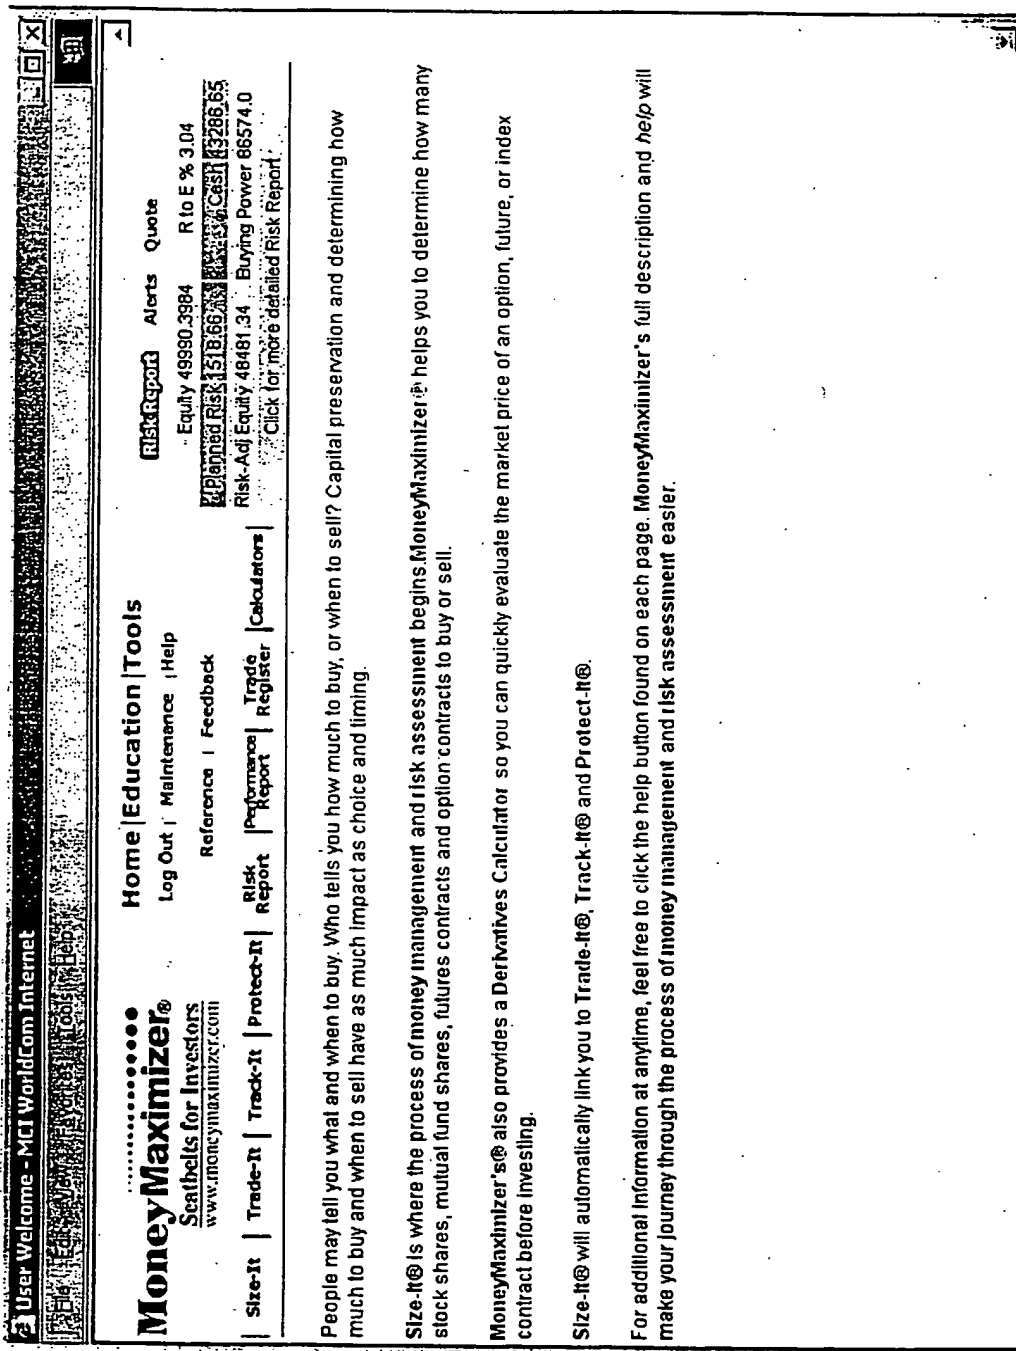 User Welcome - MCI WorldCom Internet
File Edit View Favorites Tools Help
MoneyMaximizer®
Seatbelts for Investors
www.moneymaximizer.com
Home|Education|Tools
Log Out | Maintenance | Help
Reference | Feedback
Risk Report Alerts Quote
Equity 49990.3984 R to E % 3.04
Planned Risk 1518.66 Cash 43286.65
Risk-Adj Equity 48481.34 Buying Power 86574.0
Click for more detailed Risk Report.
| Size-It | Trade-It | Track-It | Protect-It | Risk Report | Performance Report | Trade Register | Calculators |
People may tell you what and when to buy. Who tells you how much to buy, or when to sell? Capital preservation and determining how
much to buy and when to sell have as much impact as choice and timing.
Size-It® is where the process of money management and risk assessment begins. MoneyMaximizer® helps you to determine how many
stock shares, mutual fund shares, futures contracts and option contracts to buy or sell.
MoneyMaximizer's® also provides a Derivatives Calculator so you can quickly evaluate the market price of an option, future, or index
contract before investing.
Size-It® will automatically link you to Trade-It®, Track-It® and Protect-It®.
For additional information at anytime, feel free to click the help button found on each page. MoneyMaximizer's full description and help will
make your journey through the process of money management and risk assessment easier.